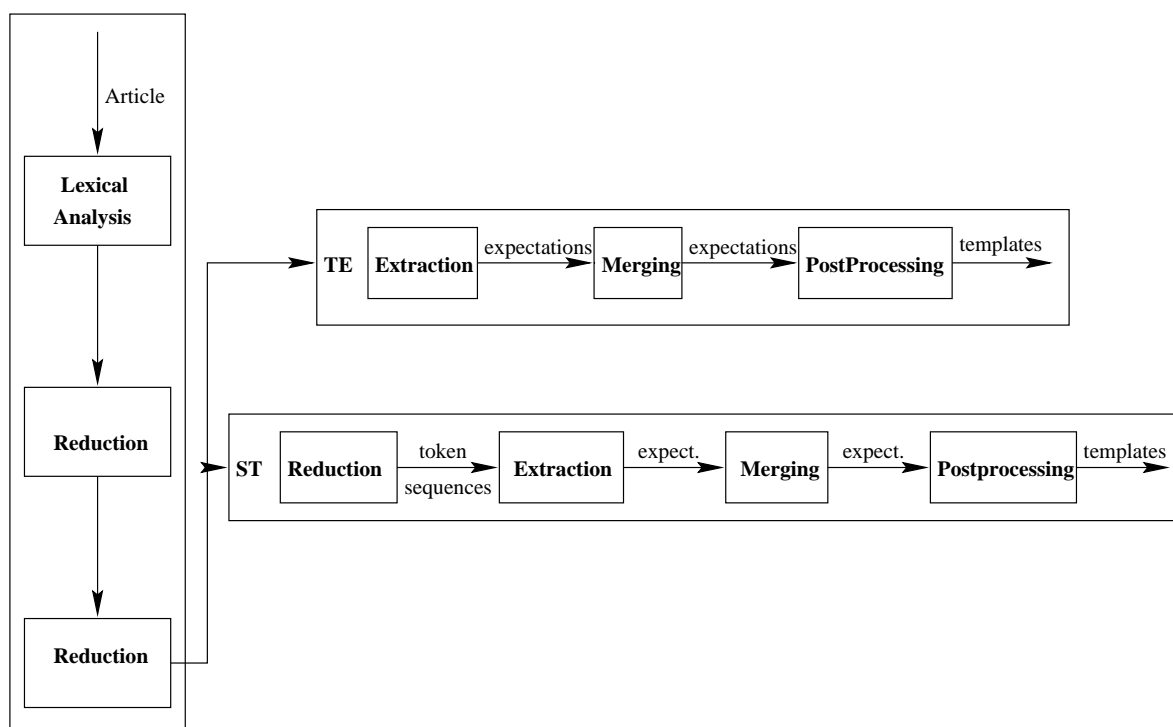 Article
Lexical
Analysis
Reduction
Reduction
TE Extraction expectations Merging expectations PostProcessing templates
ST Reduction token Extraction expect. Merging expect. Postprocessing templates
sequences